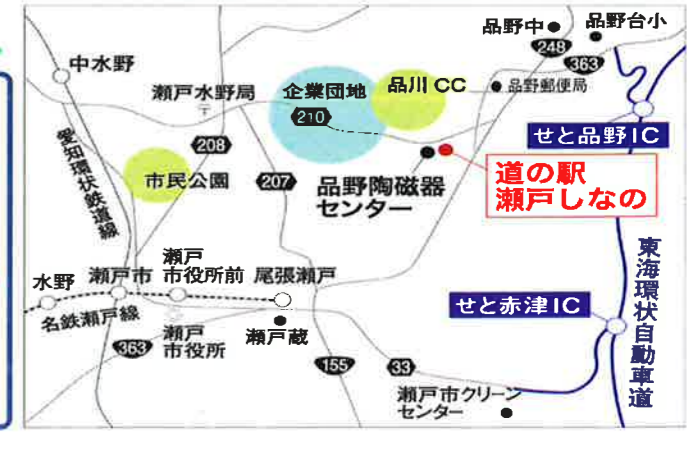 品野中
品野台小
248
363
中水野
瀬戸水野局
企業団地
品川 CC
品野郵便局
210
せと品野IC
208
愛知環状鉄道線
市民公園
207
品野陶磁器
センター
道の駅
瀬戸しなの
東海環状自動車道
水野
瀬戸市
瀬戸
市役所前
尾張瀬戸
せと赤津IC
名鉄瀬戸線
363
瀬戸
市役所
瀬戸蔵
155
33
瀬戸市クリーン
センター